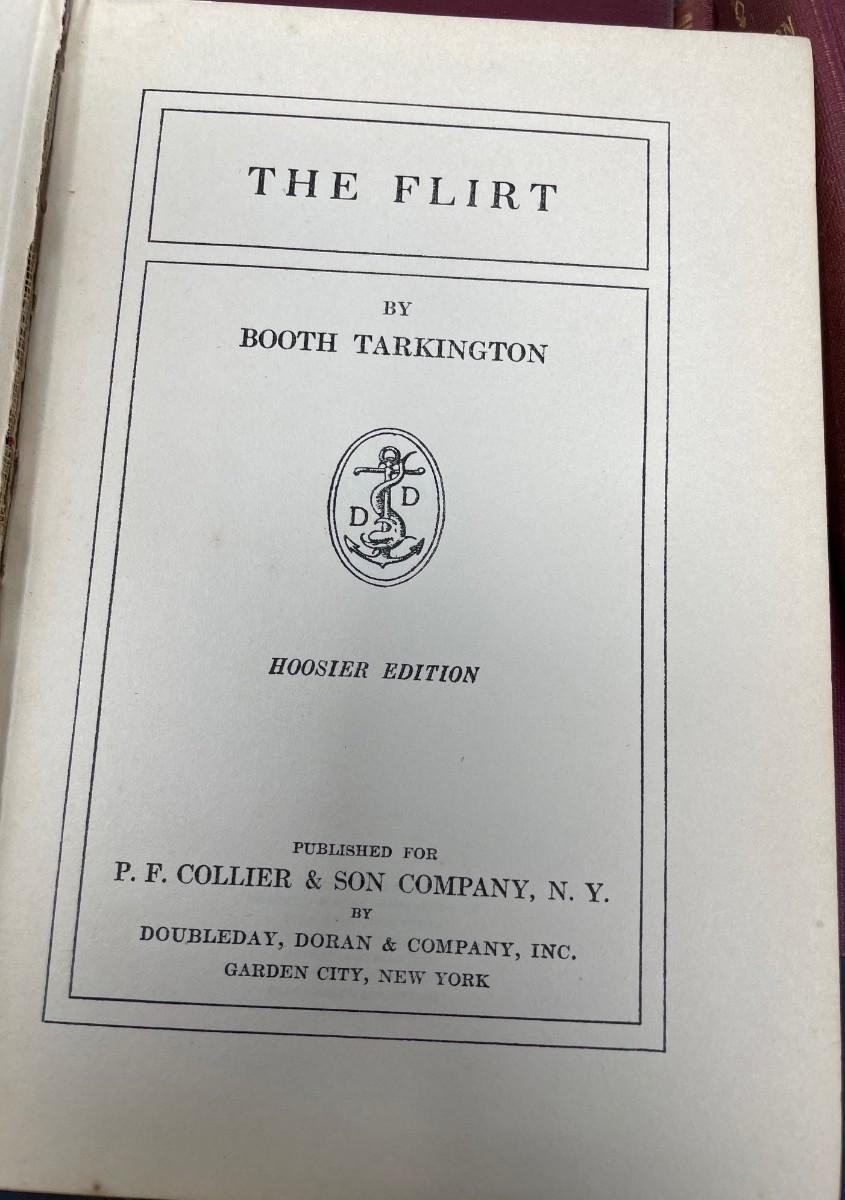 THE FLIRT
BY
BOOTH TARKINGTON
D D
HOOSIER EDITION
PUBLISHED FOR
P. F. COLLIER & SON COMPANY, N. Y.
BY
DOUBLEDAY, DORAN & COMPANY, INC.
GARDEN CITY, NEW YORK